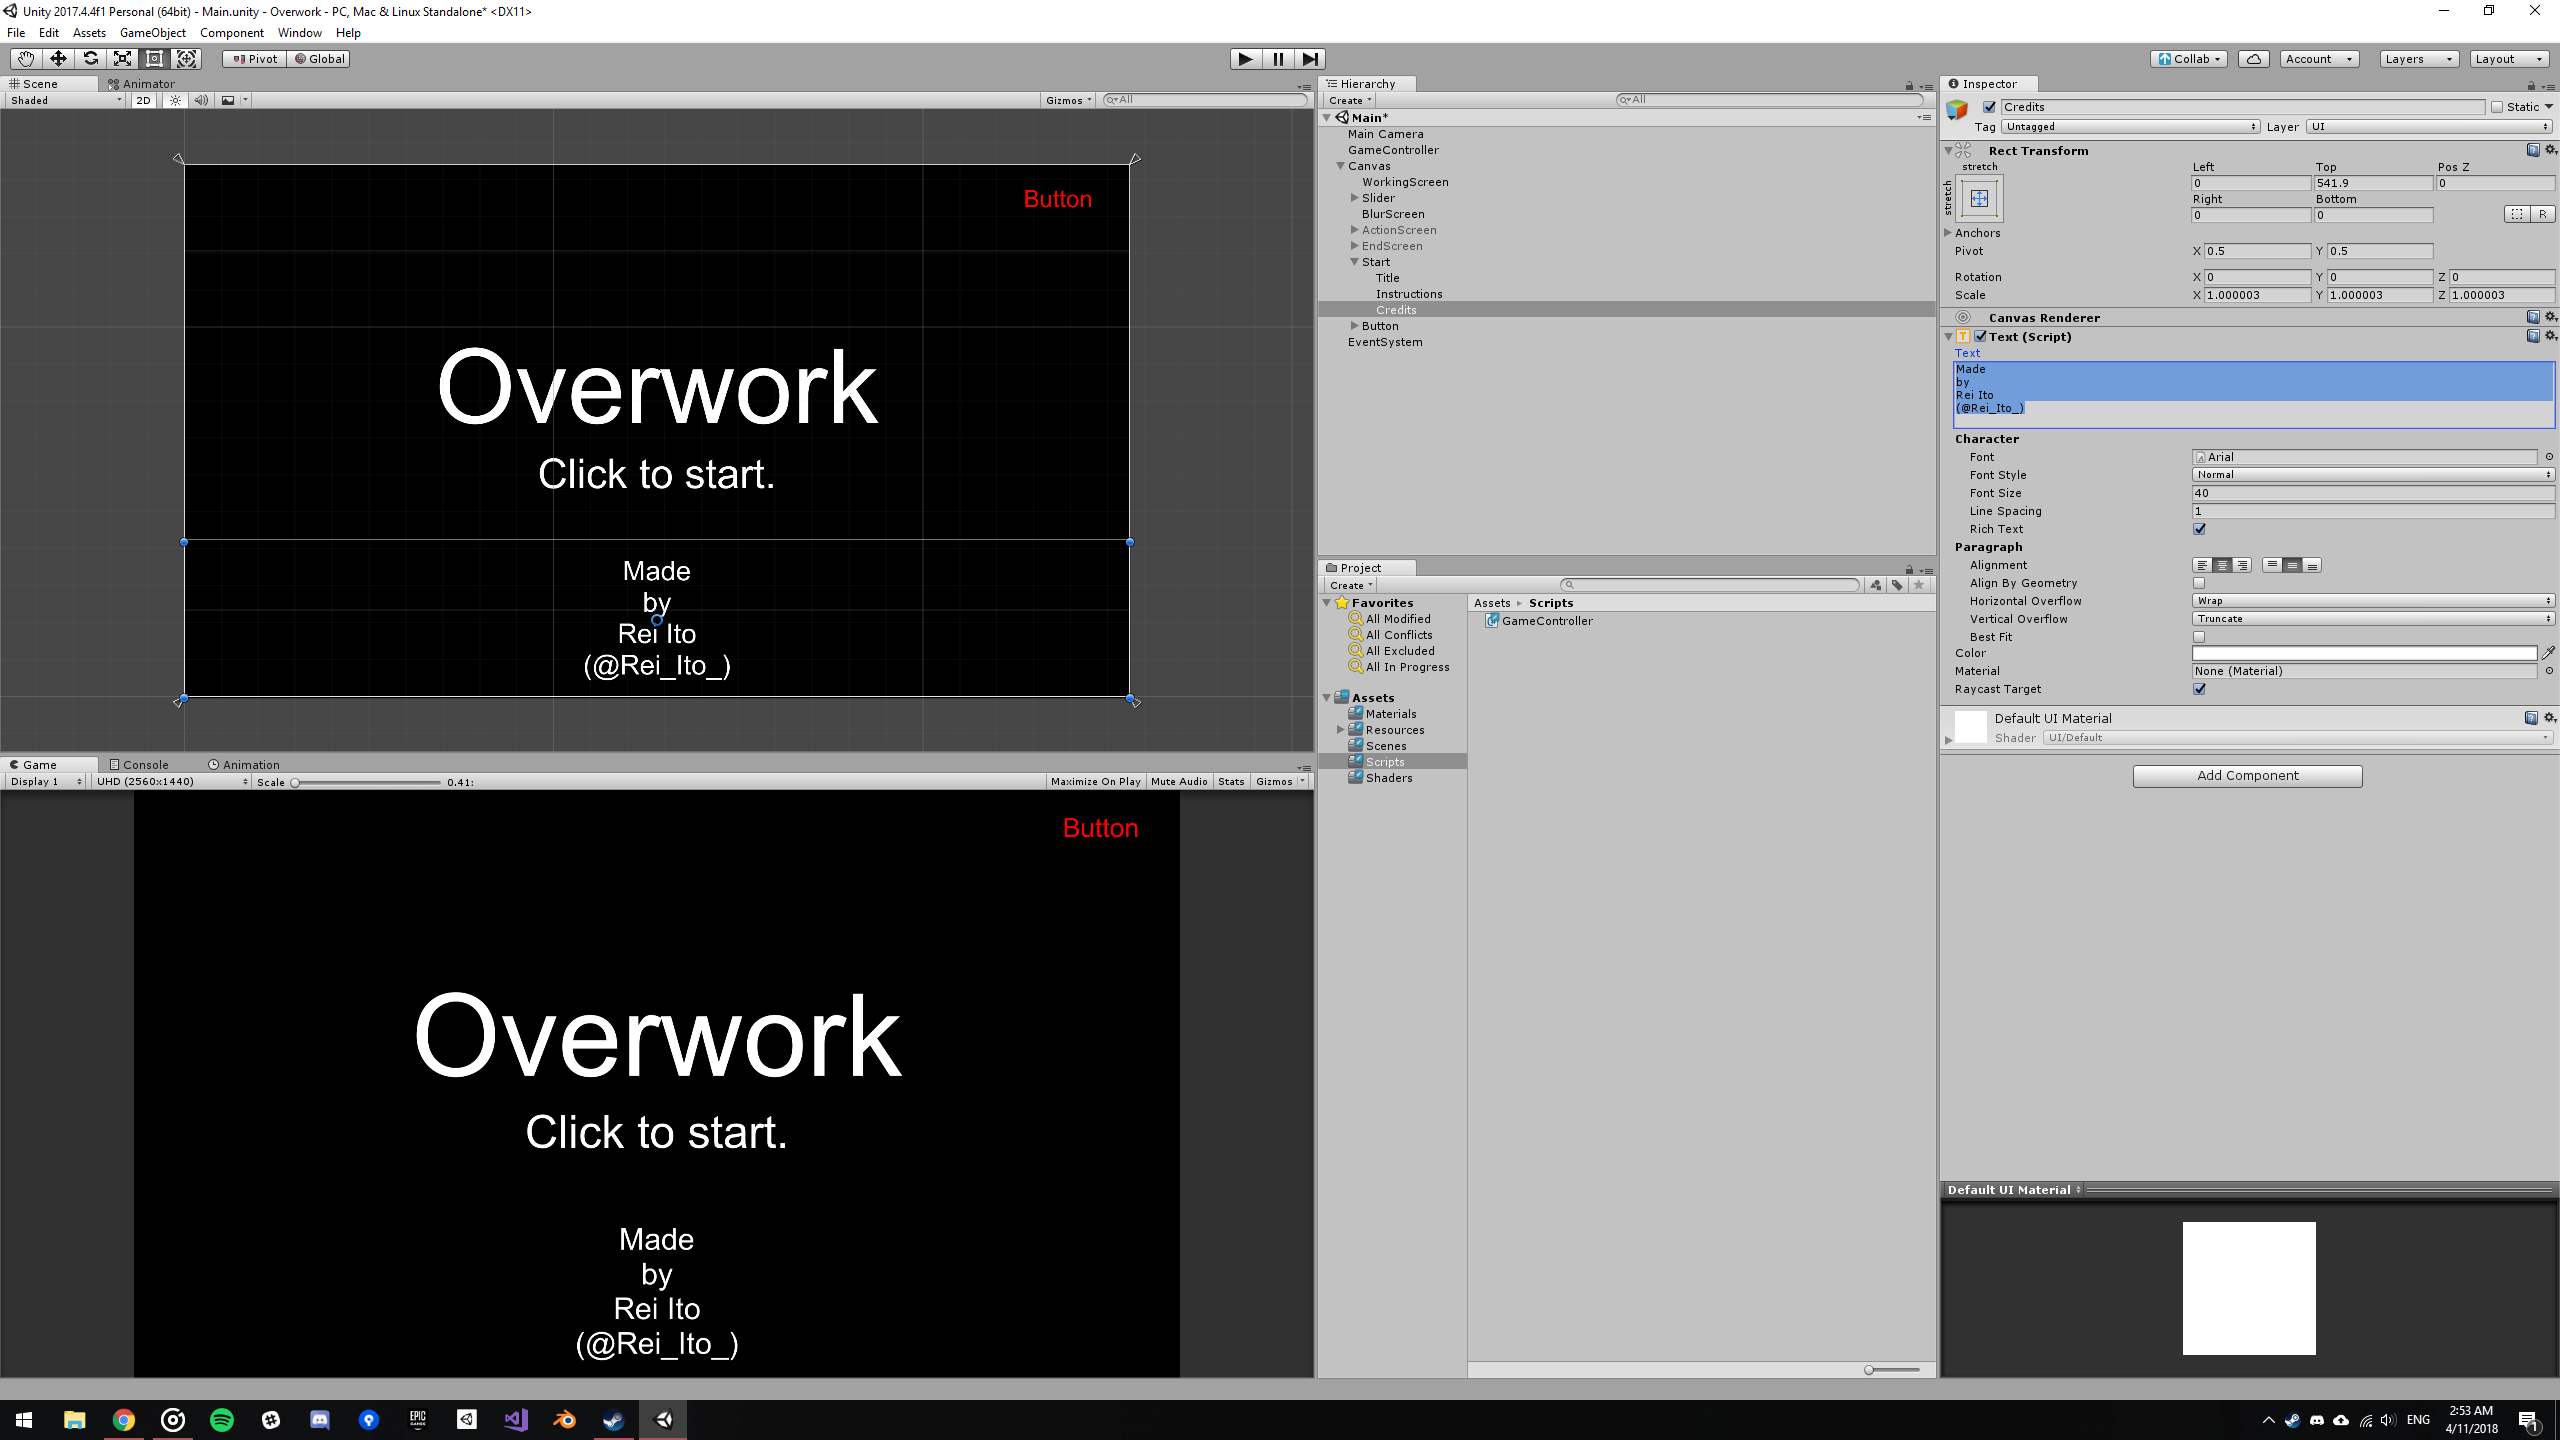 Unity 2017.4.4f1 Personal (64bit) - Main.unity - Overwork - PC, Mac & Linux Standalone* <DX11>
File Edit Assets GameObject Component Window Help
Pivot Global
Collab Account Layers Layout
Scene Animator
Shaded 2D Gizmos All
Button
Overwork
Click to start.
Made
by
Rei Ito
(@Rei_Ito_)
Game Console Animation
Display 1 UHD (2560x1440) Scale 0.41: Maximize On Play Mute Audio Stats Gizmos
Button
Overwork
Click to start.
Made
by
Rei Ito
(@Rei_Ito_)
Hierarchy
Create All
Main*
Main Camera
GameController
Canvas
WorkingScreen
Slider
BlurScreen
ActionScreen
EndScreen
Start
Title
Instructions
Credits
Button
EventSystem
Project
Create
Favorites
All Modified
All Conflicts
All Excluded
All In Progress
Assets
Materials
Resources
Scenes
Scripts
Shaders
Assets Scripts
GameController
Inspector
Credits Static
Tag Untagged Layer UI
Rect Transform
stretch Left Top Pos Z
stretch 0 541.9 0
Right Bottom
0 0 R
Anchors
Pivot X 0.5 Y 0.5
Rotation X 0 Y 0 Z 0
Scale X 1.000003 Y 1.000003 Z 1.000003
Canvas Renderer
Text (Script)
Text
Made
by
Rei Ito
(@Rei_Ito_)
Character
Font Arial
Font Style Normal
Font Size 40
Line Spacing 1
Rich Text
Paragraph
Alignment
Align By Geometry
Horizontal Overflow Wrap
Vertical Overflow Truncate
Best Fit
Color
Material None (Material)
Raycast Target
Default UI Material
Shader UI/Default
Add Component
Default UI Material
EPIC GAMES
ENG
2:53 AM
4/11/2018
1